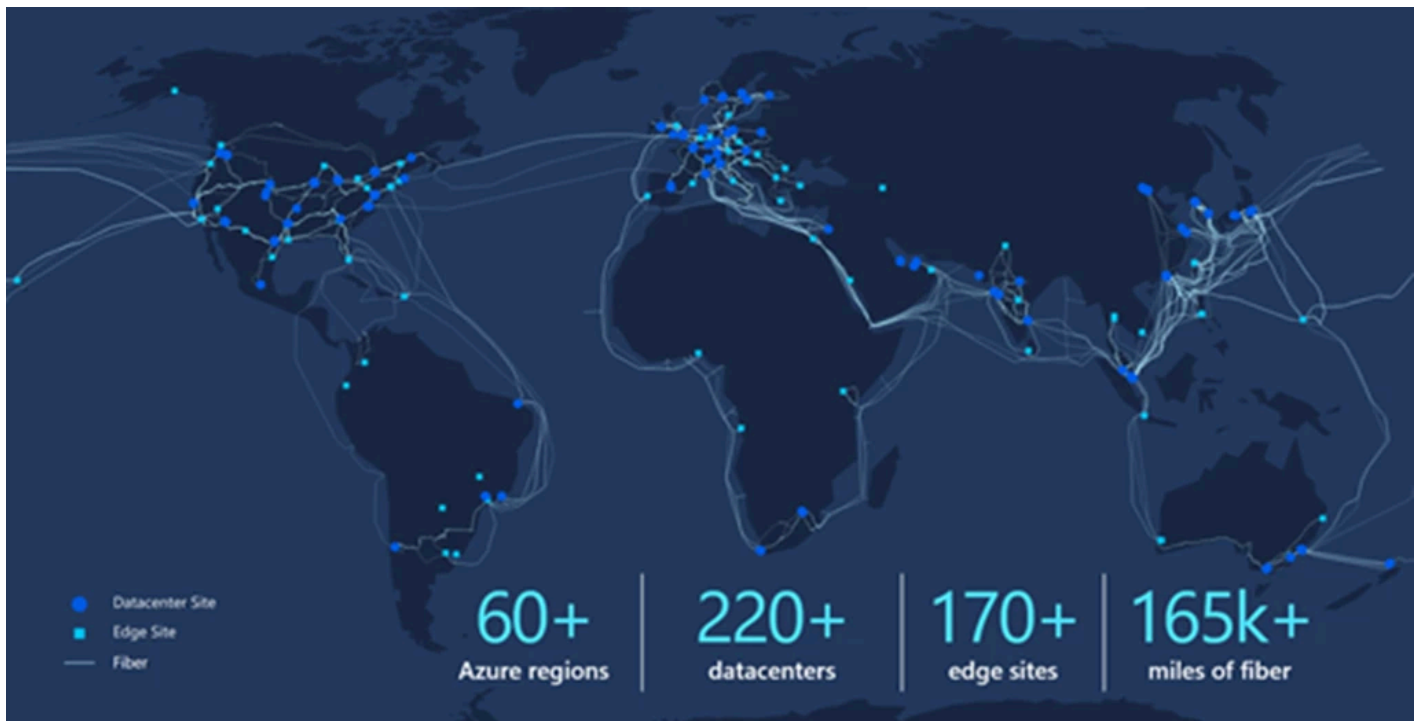 Datacenter Site
Edge Site
Fiber
60+
Azure regions
220+
datacenters
170+
edge sites
165k+
miles of fiber